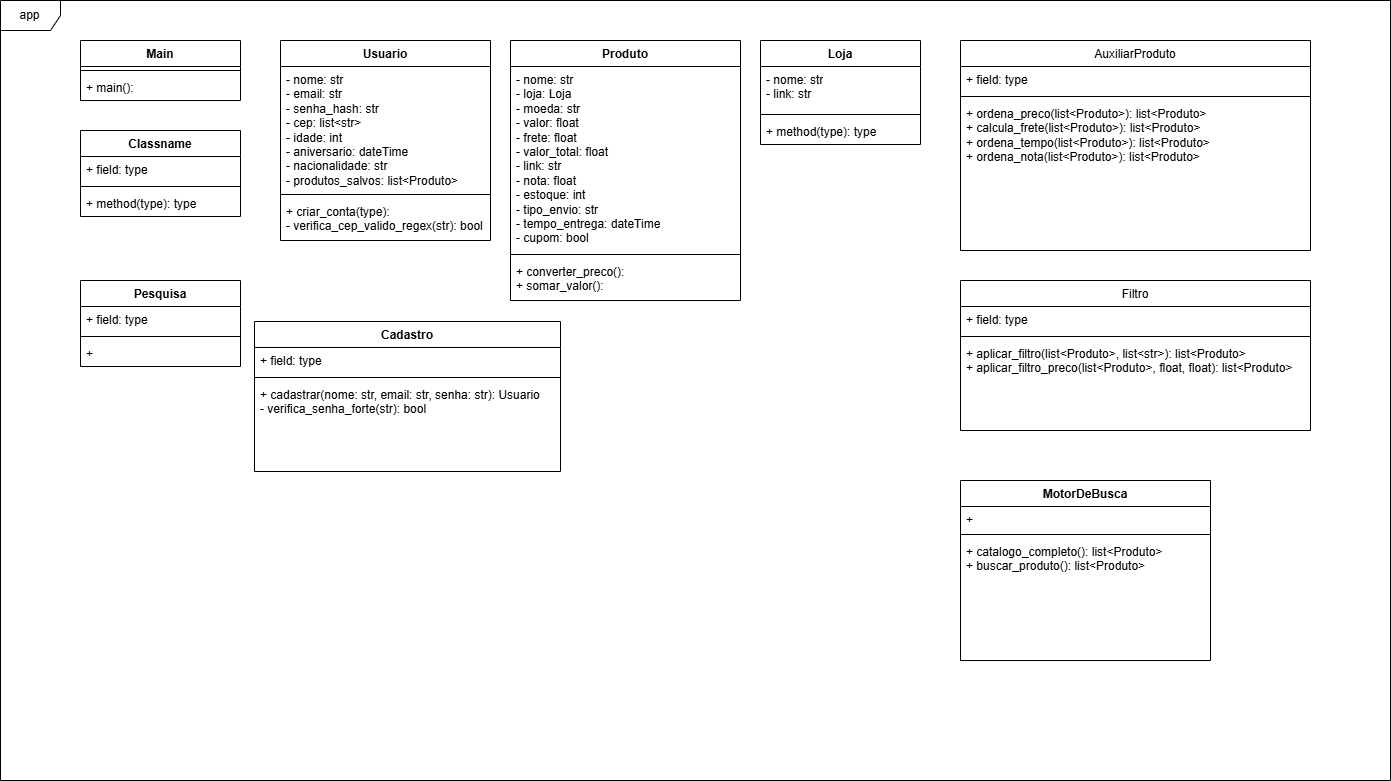 app
Main
+ main():
Classname
+ field: type
+ method(type): type
Usuario
- nome: str
- email: str
- senha_hash: str
- cep: list<str>
- idade: int
- aniversario: dateTime
- nacionalidade: str
- produtos_salvos: list<Produto>
+ criar_conta(type):
- verifica_cep_valido_regex(str): bool
Produto
- nome: str
- loja: Loja
- moeda: str
- valor: float
- frete: float
- valor_total: float
- link: str
- nota: float
- estoque: int
- tipo_envio: str
- tempo_entrega: dateTime
- cupom: bool
+ converter_preco():
+ somar_valor():
Loja
- nome: str
- link: str
+ method(type): type
AuxiliarProduto
+ field: type
+ ordena_preco(list<Produto>): list<Produto>
+ calcula_frete(list<Produto>): list<Produto>
+ ordena_tempo(list<Produto>): list<Produto>
+ ordena_nota(list<Produto>): list<Produto>
Pesquisa
+ field: type
+
Cadastro
+ field: type
+ cadastrar(nome: str, email: str, senha: str): Usuario
- verifica_senha_forte(str): bool
Filtro
+ field: type
+ aplicar_filtro(list<Produto>, list<str>): list<Produto>
+ aplicar_filtro_preco(list<Produto>, float, float): list<Produto>
MotorDeBusca
+
+ catalogo_completo(): list<Produto>
+ buscar_produto(): list<Produto>